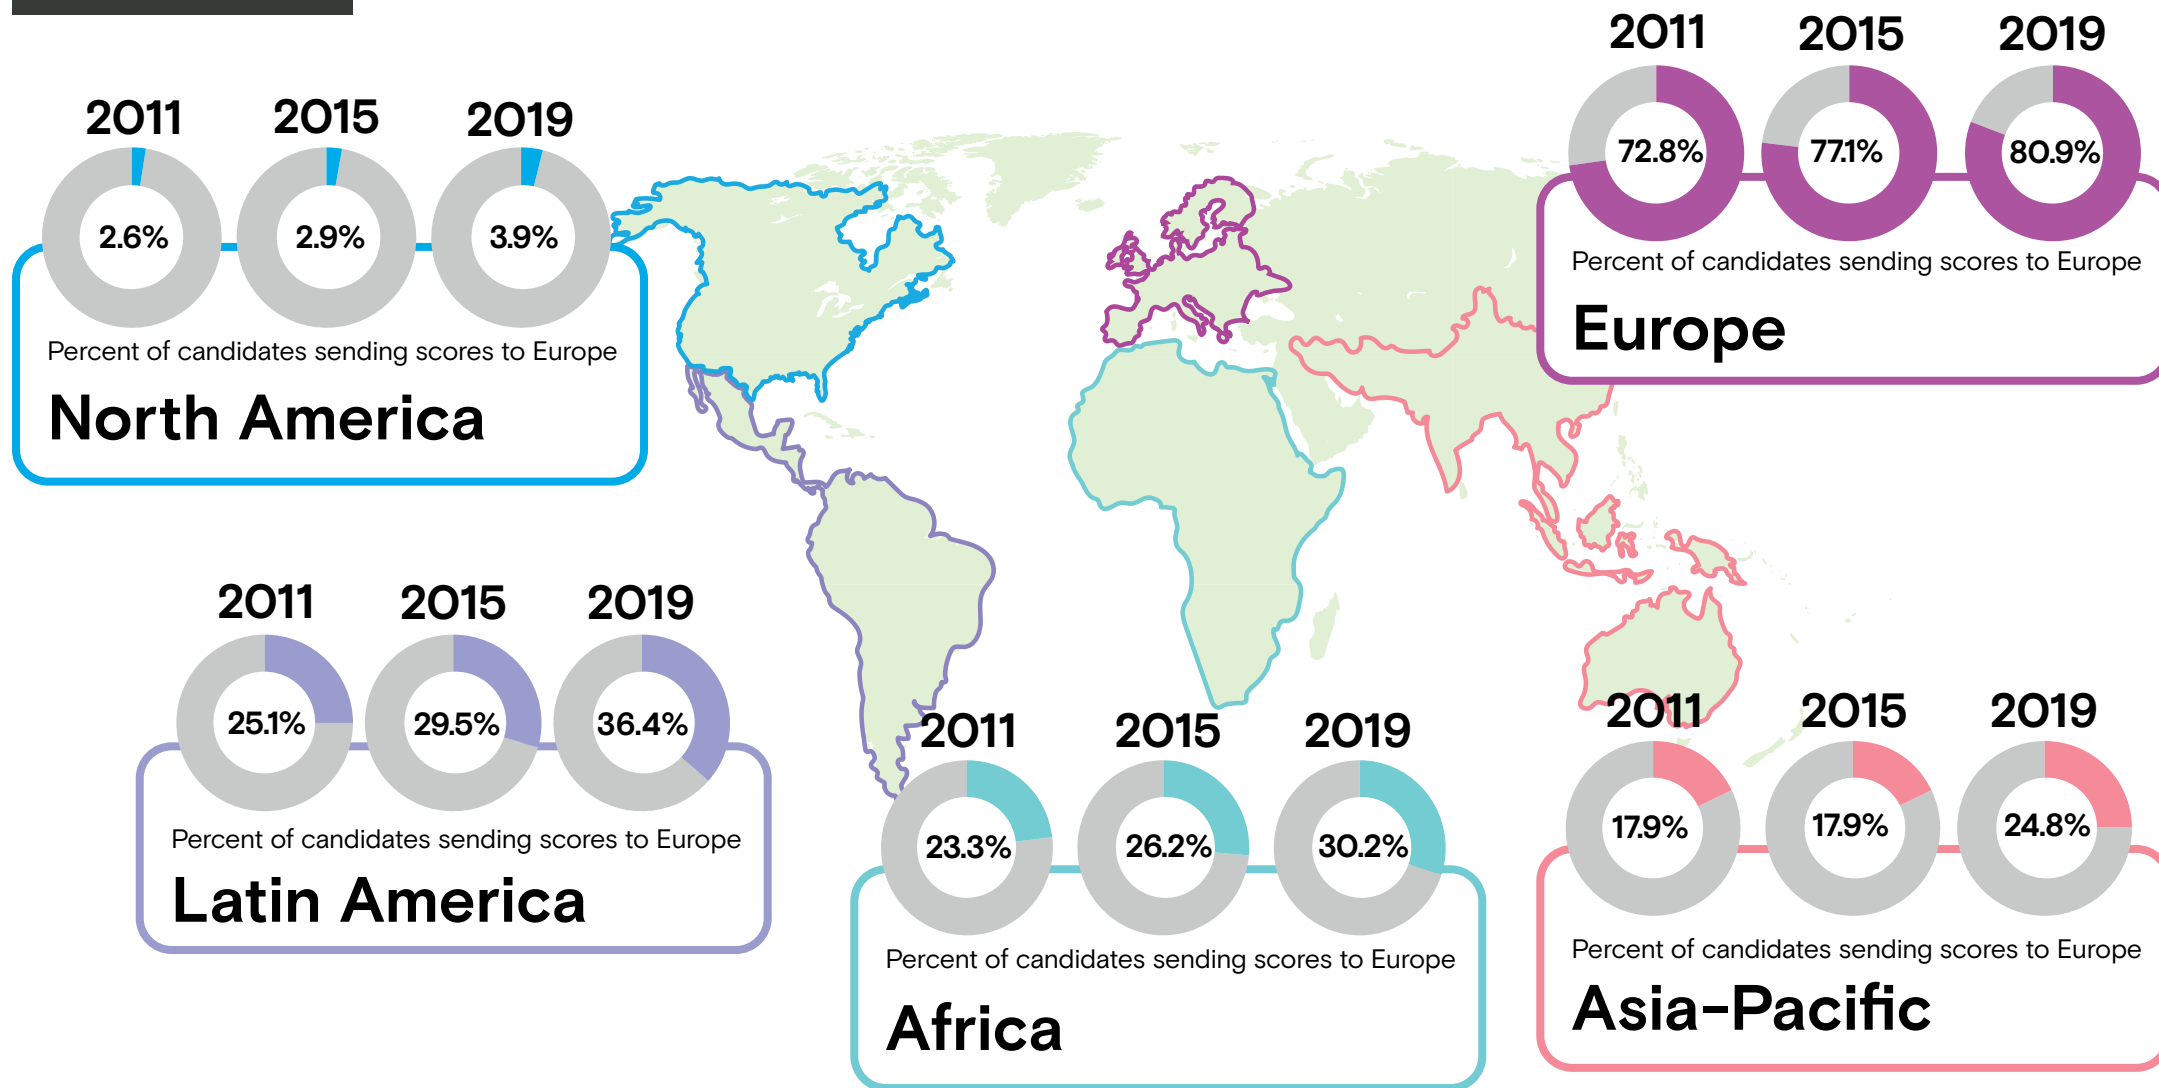 2011 2015 2019
2.6% 2.9% 3.9%
Percent of candidates sending scores to Europe
North America
2011 2015 2019
72.8% 77.1% 80.9%
Percent of candidates sending scores to Europe
Europe
2011 2015 2019
25.1% 29.5% 36.4%
Percent of candidates sending scores to Europe
Latin America
2011 2015 2019
23.3% 26.2% 30.2%
Percent of candidates sending scores to Europe
Africa
2011 2015 2019
17.9% 17.9% 24.8%
Percent of candidates sending scores to Europe
Asia-Pacific